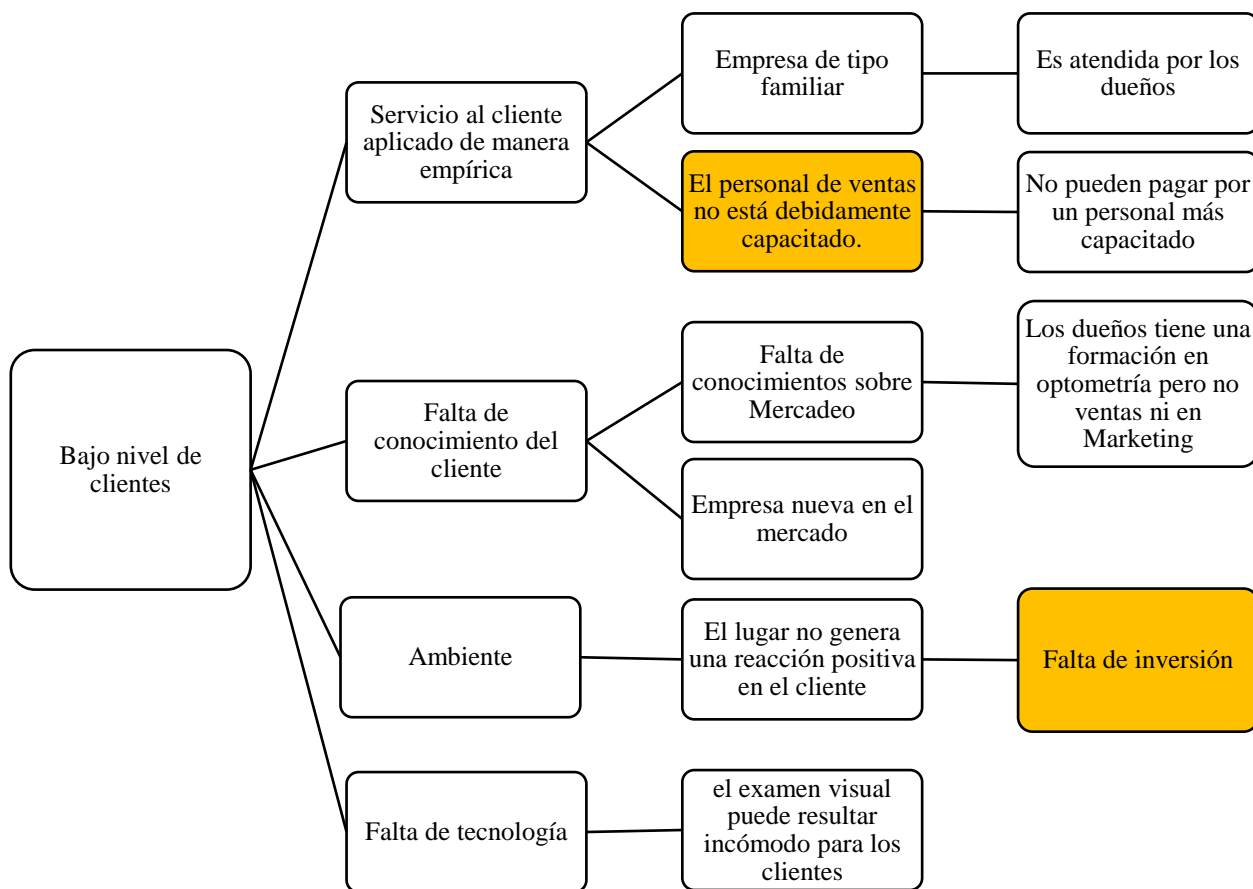 Empresa de tipo
familiar
Es atendida por los
dueños
Servicio al cliente
aplicado de manera
empírica
El personal de ventas
no está debidamente
capacitado.
No pueden pagar por
un personal más
capacitado
Bajo nivel de
clientes
Falta de
conocimiento del
cliente
Falta de
conocimientos sobre
Mercadeo
Los dueños tiene una
formación en
optometría pero no
ventas ni en
Marketing
Empresa nueva en el
mercado
Ambiente
El lugar no genera
una reacción positiva
en el cliente
Falta de inversión
Falta de tecnología
el examen visual
puede resultar
incómodo para los
clientes